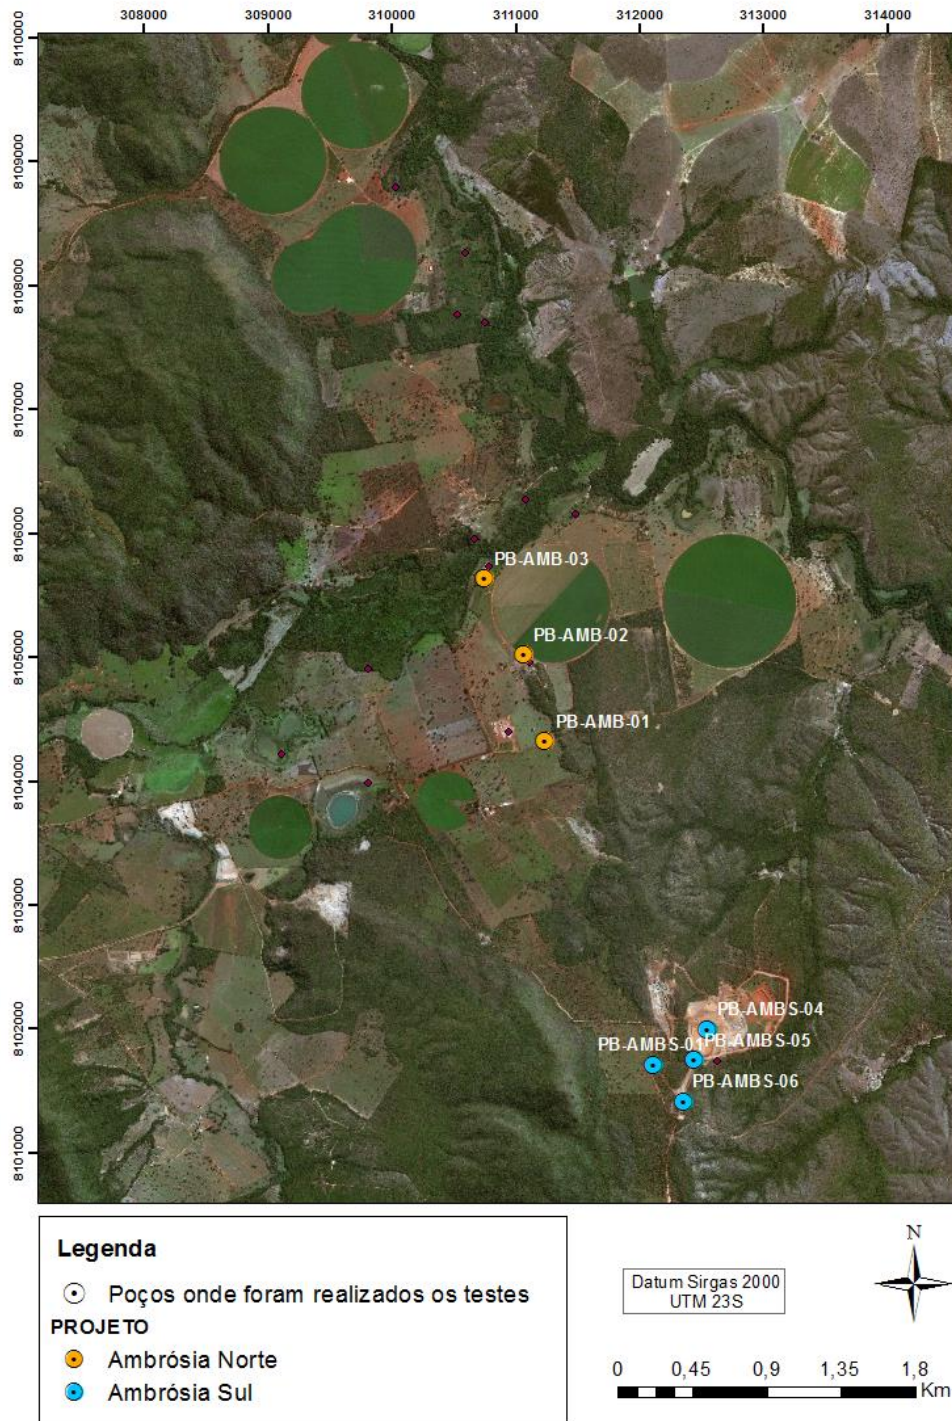 308000 309000 310000 311000 312000 313000 314000
8110000
8109000
8108000
8107000
8106000
8105000
8104000
8103000
8102000
8101000
PB-AMB-03
PB-AMB-02
PB-AMB-01
PB-AMBS-04
PB-AMBS-01 PB-AMBS-05
PB-AMBS-06
Legenda
Poços onde foram realizados os testes
PROJETO
Ambrósia Norte
Ambrósia Sul
Datum Sirgas 2000
UTM 23S
N
0 0,45 0,9 1,35 1,8
Km